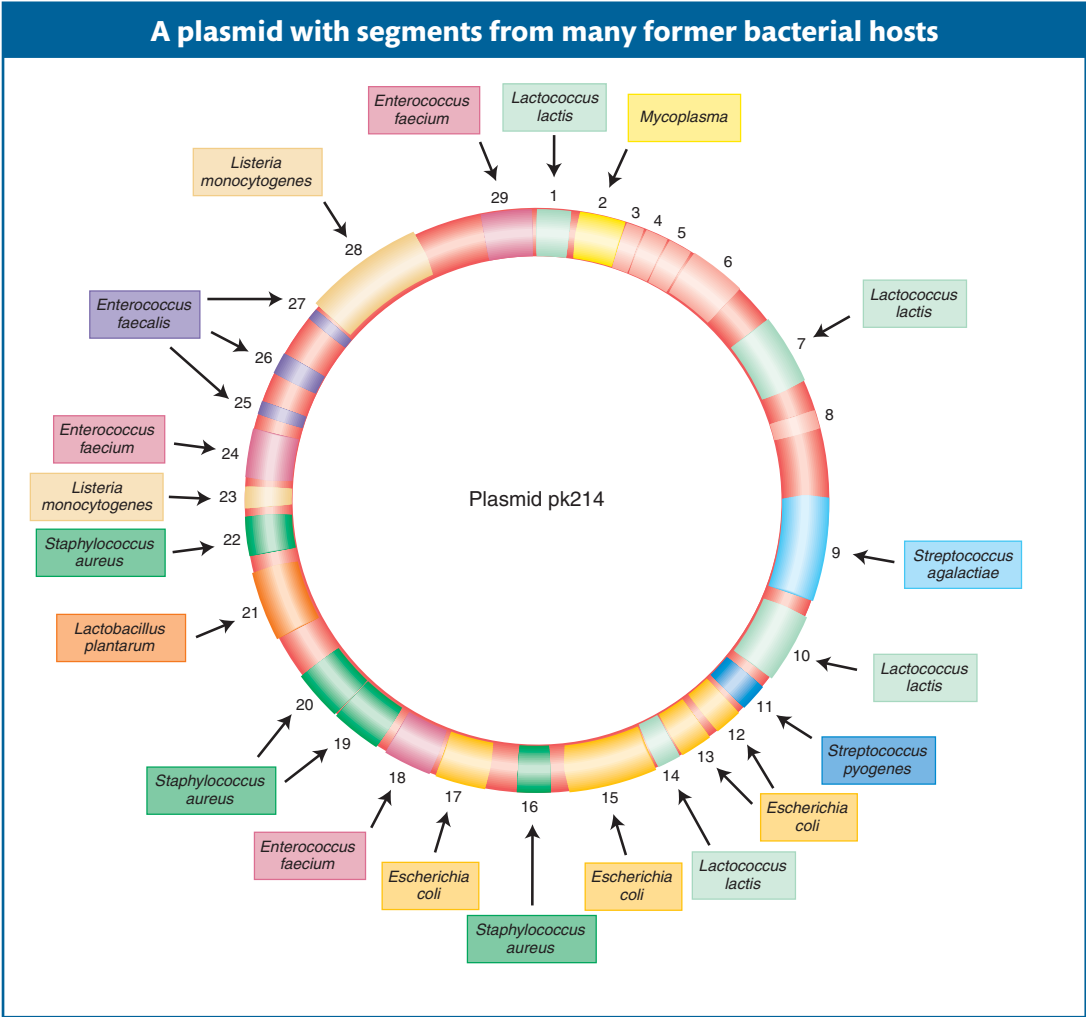 A plasmid with segments from many former bacterial hosts
Enterococcus
faecium
Lactococcus
lactis
Mycoplasma
Listeria
monocytogenes
29
1
2
3
4
5
6
28
27
Enterococcus
faecalis
26
25
Lactococcus
lactis
7
8
Enterococcus
faecium
24
Listeria
monocytogenes
23
Plasmid pk214
Staphylococcus
aureus
22
9
Streptococcus
agalactiae
Lactobacillus
plantarum
21
10
Lactococcus
lactis
20
19
11
12
13
Streptococcus
pyogenes
Staphylococcus
aureus
18
17
16
15
14
Escherichia
coli
Enterococcus
faecium
Escherichia
coli
Escherichia
coli
Lactococcus
lactis
Staphylococcus
aureus